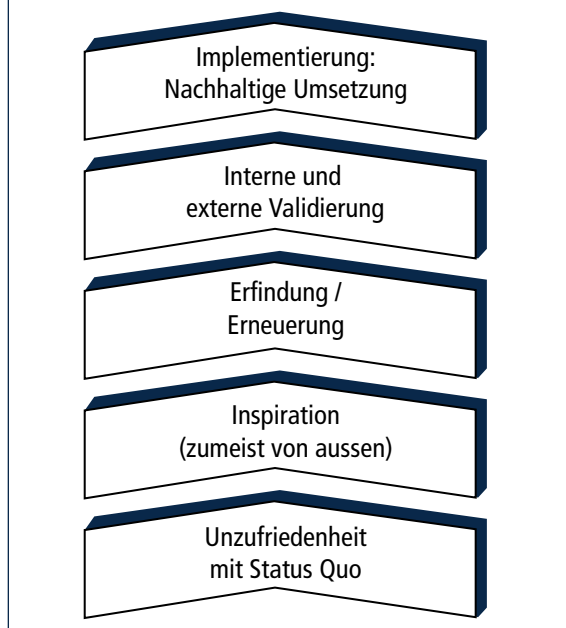 Implementierung:
Nachhaltige Umsetzung
Interne und
externe Validierung
Erfindung /
Erneuerung
Inspiration
(zumeist von aussen)
Unzufriedenheit
mit Status Quo